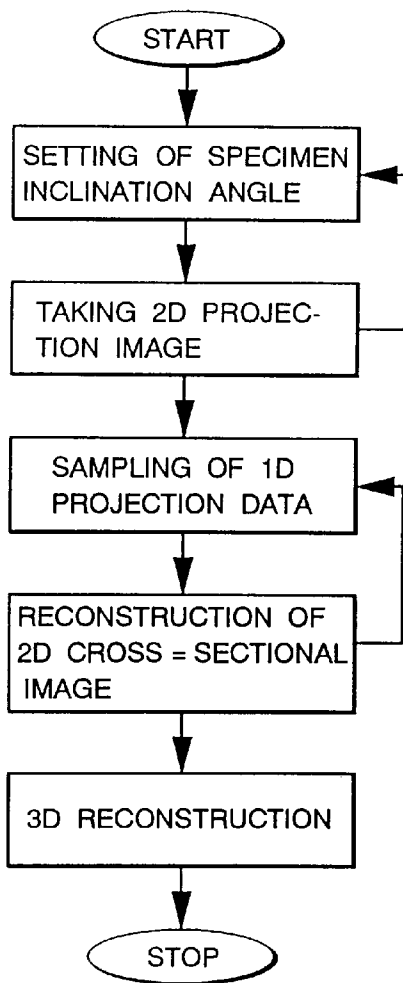 START
SETTING OF SPECIMEN
INCLINATION ANGLE
TAKING 2D PROJEC-
TION IMAGE
SAMPLING OF 1D
PROJECTION DATA
RECONSTRUCTION OF
2D CROSS = SECTIONAL
IMAGE
3D RECONSTRUCTION
STOP